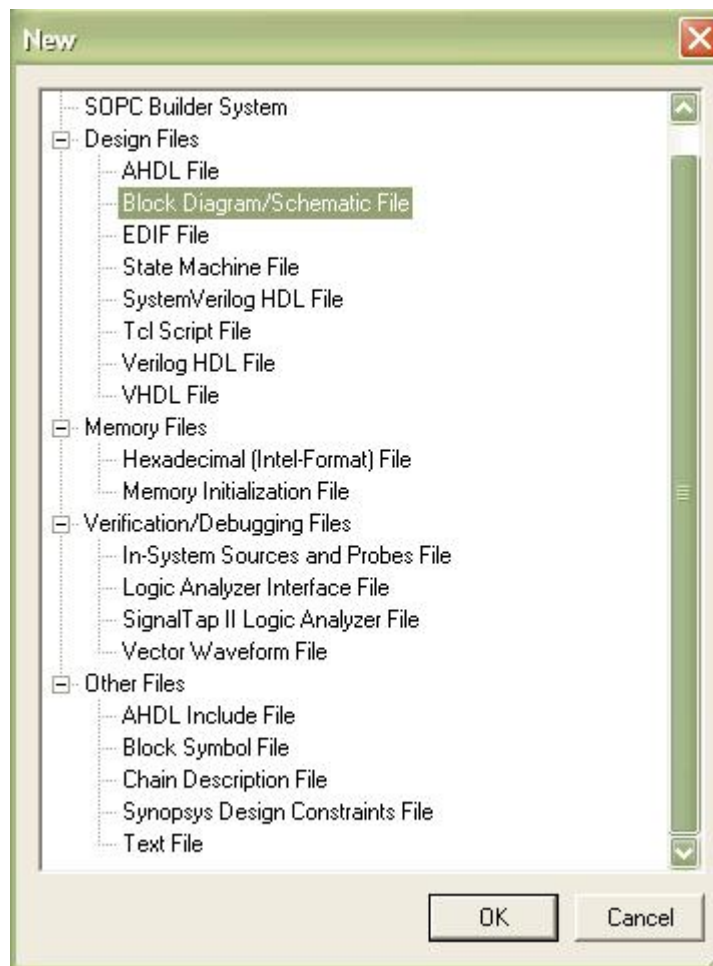 New
SOPC Builder System
Design Files
AHDL File
Block Diagram/Schematic File
EDIF File
State Machine File
SystemVerilog HDL File
Tcl Script File
Verilog HDL File
VHDL File
Memory Files
Hexadecimal (Intel-Format) File
Memory Initialization File
Verification/Debugging Files
In-System Sources and Probes File
Logic Analyzer Interface File
SignalTap II Logic Analyzer File
Vector Waveform File
Other Files
AHDL Include File
Block Symbol File
Chain Description File
Synopsys Design Constraints File
Text File
OK Cancel